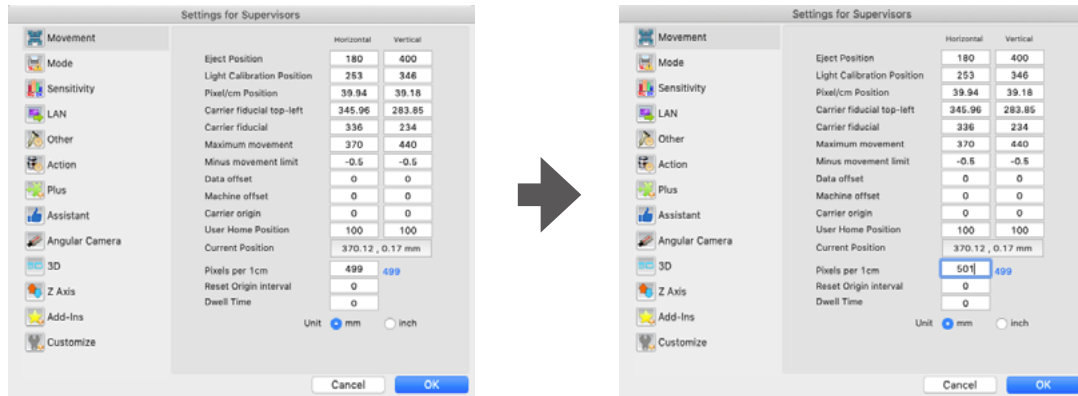 Settings for Supervisors
Movement
Mode
Sensitivity
LAN
Other
Action
Plus
Assistant
Angular Camera
3D
Z Axis
Add-Ins
Customize
Horizontal Vertical
Eject Position 180 400
Light Calibration Position 253 346
Pixel/cm Position 39.94 39.18
Carrier fiducial top-left 345.96 283.85
Carrier fiducial 336 234
Maximum movement 370 440
Minus movement limit -0.5 -0.5
Data offset 0 0
Machine offset 0 0
Carrier origin 0 0
User Home Position 100 100
Current Position 370.12 , 0.17 mm
Pixels per 1cm 499 499
Reset Origin interval 0
Dwell Time 0
Unit mm inch
Cancel OK
Settings for Supervisors
Movement
Mode
Sensitivity
LAN
Other
Action
Plus
Assistant
Angular Camera
3D
Z Axis
Add-Ins
Customize
Horizontal Vertical
Eject Position 180 400
Light Calibration Position 253 346
Pixel/cm Position 39.94 39.18
Carrier fiducial top-left 345.96 283.85
Carrier fiducial 336 234
Maximum movement 370 440
Minus movement limit -0.5 -0.5
Data offset 0 0
Machine offset 0 0
Carrier origin 0 0
User Home Position 100 100
Current Position 370.12 , 0.17 mm
Pixels per 1cm 501 499
Reset Origin interval 0
Dwell Time 0
Unit mm inch
Cancel OK